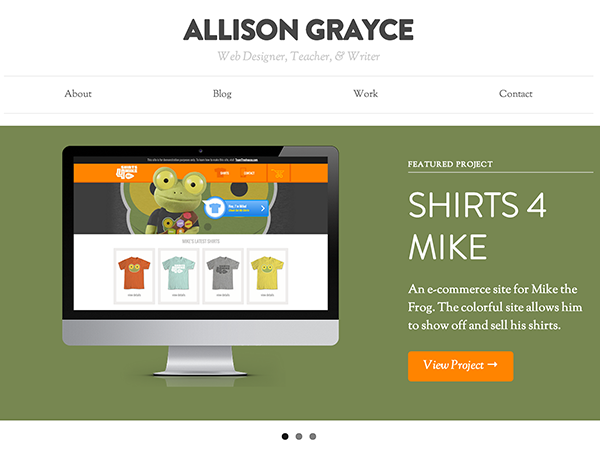 ALLISON GRAYCE
Web Designer, Teacher, & Writer
About Blog Work Contact
FEATURED PROJECT
SHIRTS 4
MIKE
An e-commerce site for Mike the
Frog. The colorful site allows him
to show off and sell his shirts.
View Project →
SHIRTS
4 MIKE
SHIRTS CONTACT
MIKE'S LATEST SHIRTS